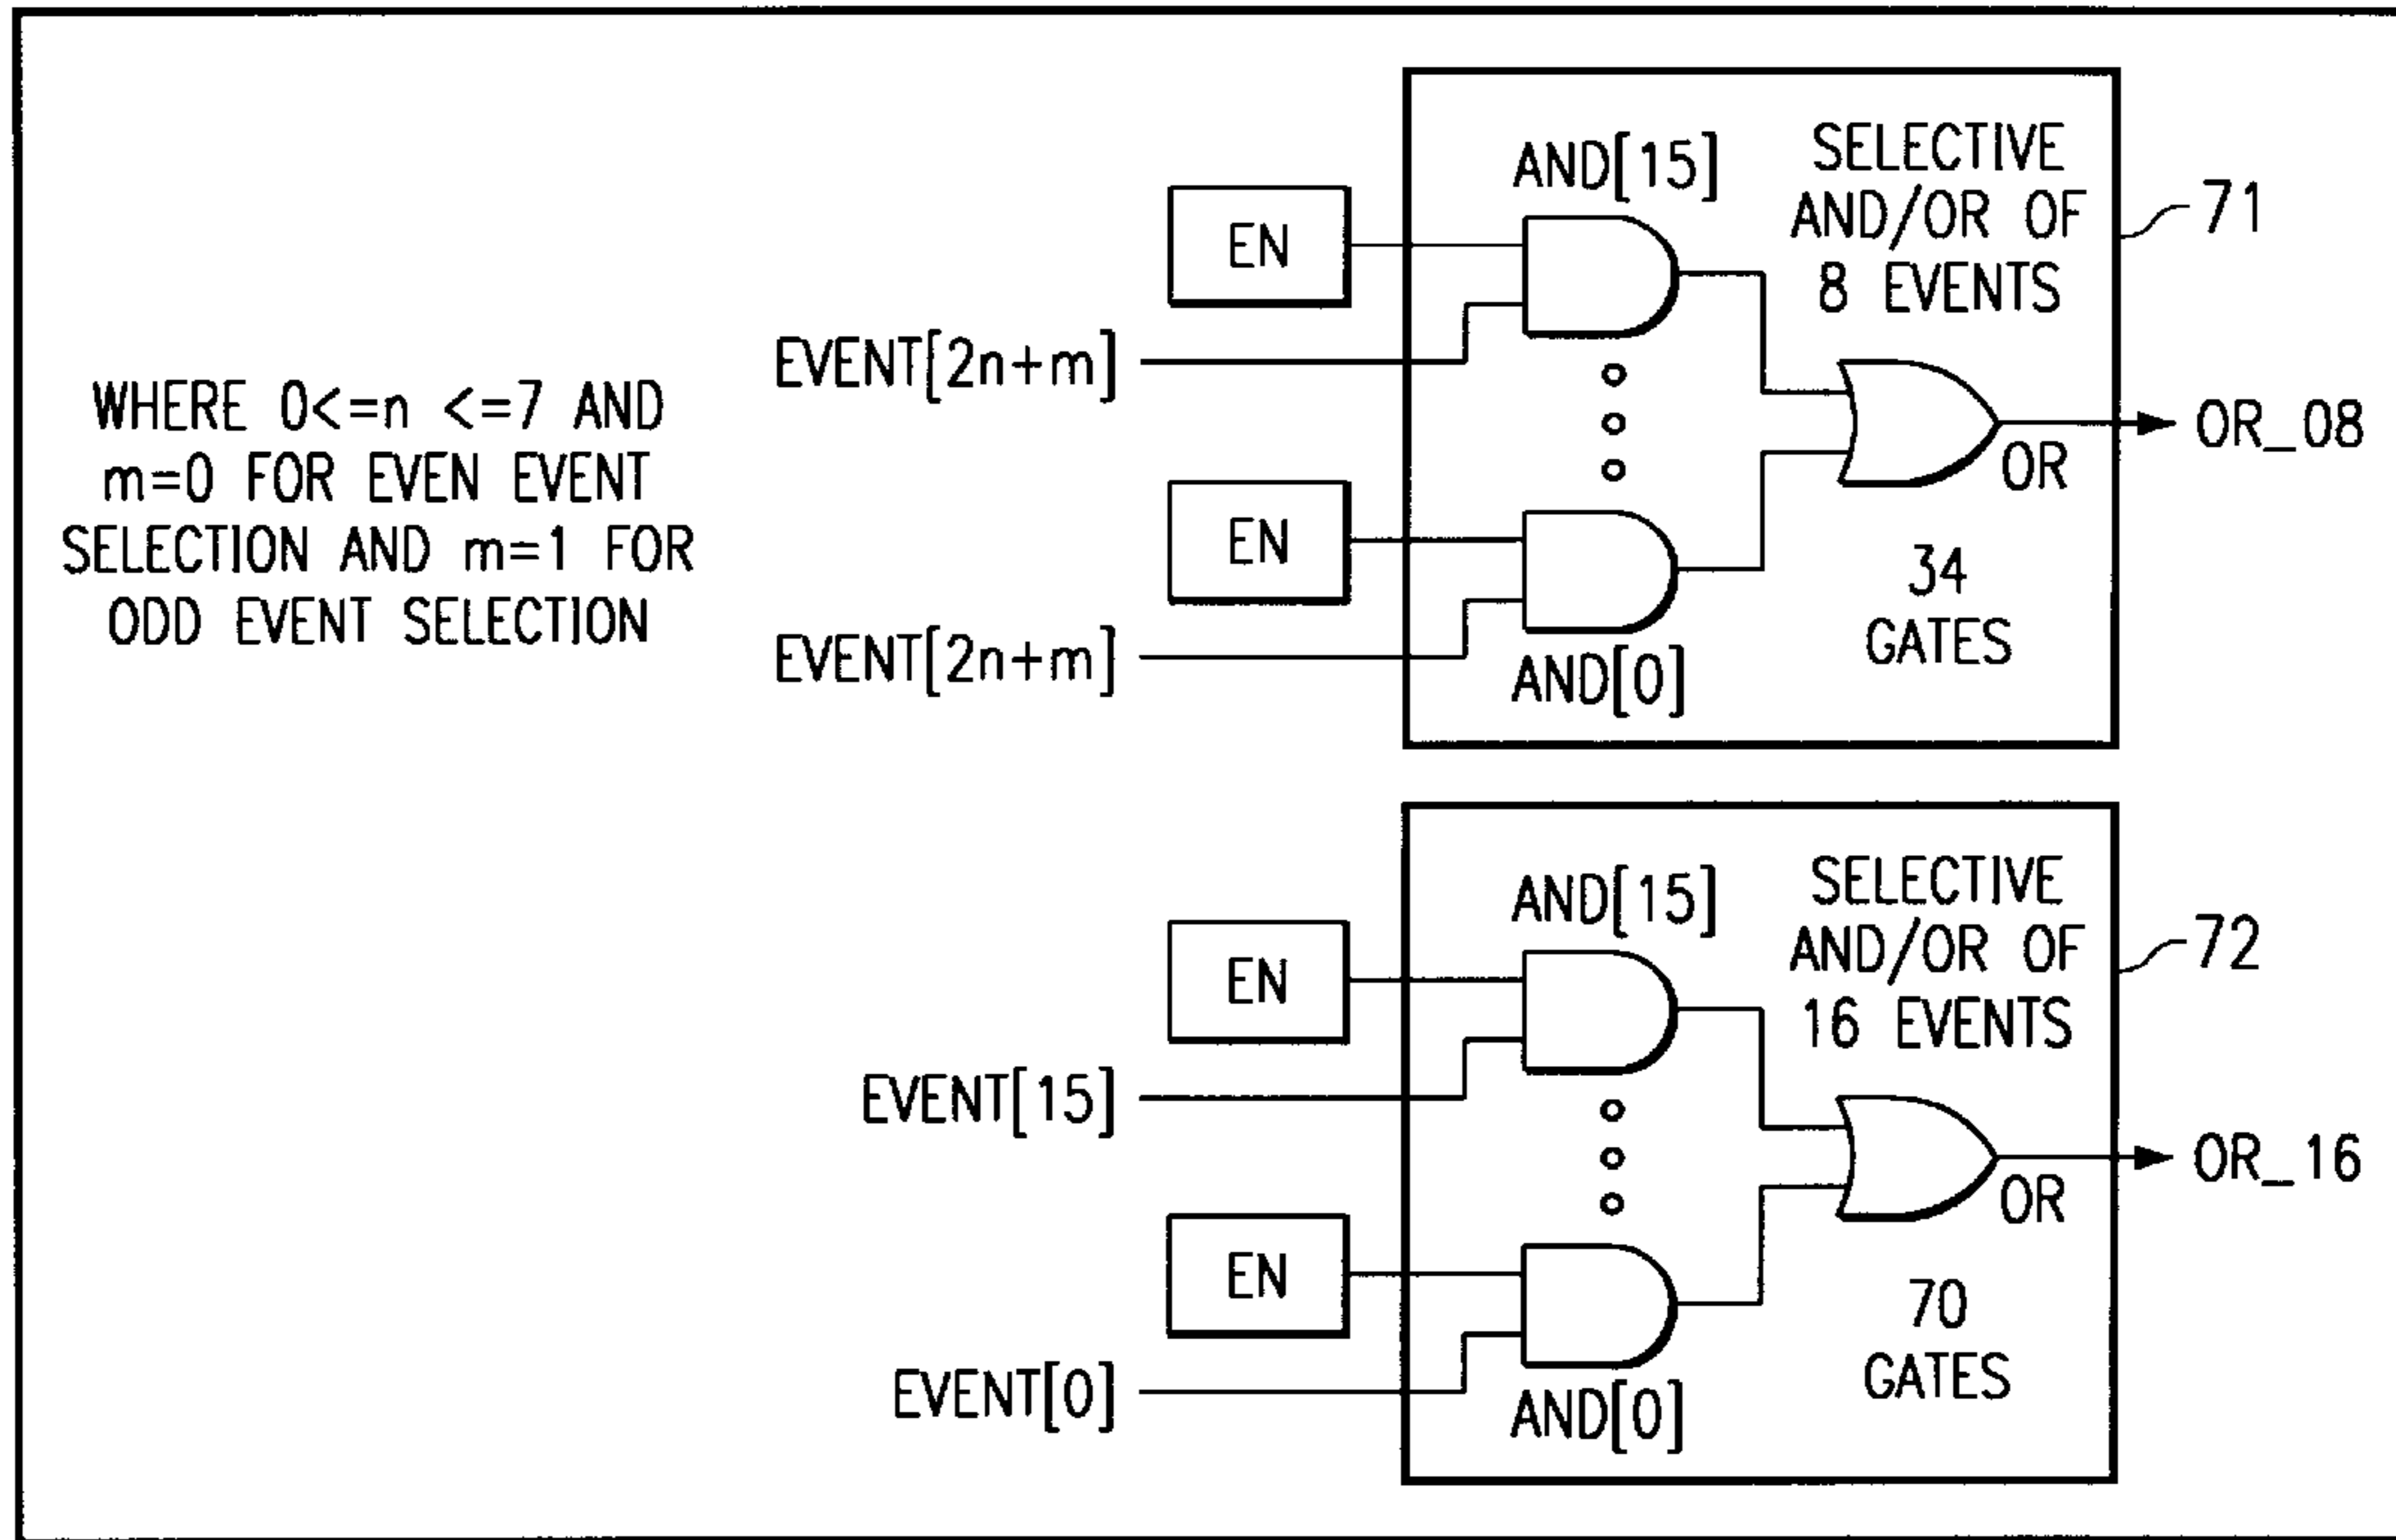 WHERE 0<=n <=7 AND
m=0 FOR EVEN EVENT
SELECTION AND m=1 FOR
ODD EVENT SELECTION
EN
EVENT[2n+m]
EN
EVENT[2n+m]
AND[15]
SELECTIVE
AND/OR OF
8 EVENTS
OR
34
GATES
AND[0]
71
OR_08
EN
EVENT[15]
EN
EVENT[0]
AND[15]
SELECTIVE
AND/OR OF
16 EVENTS
OR
70
GATES
AND[0]
72
OR_16